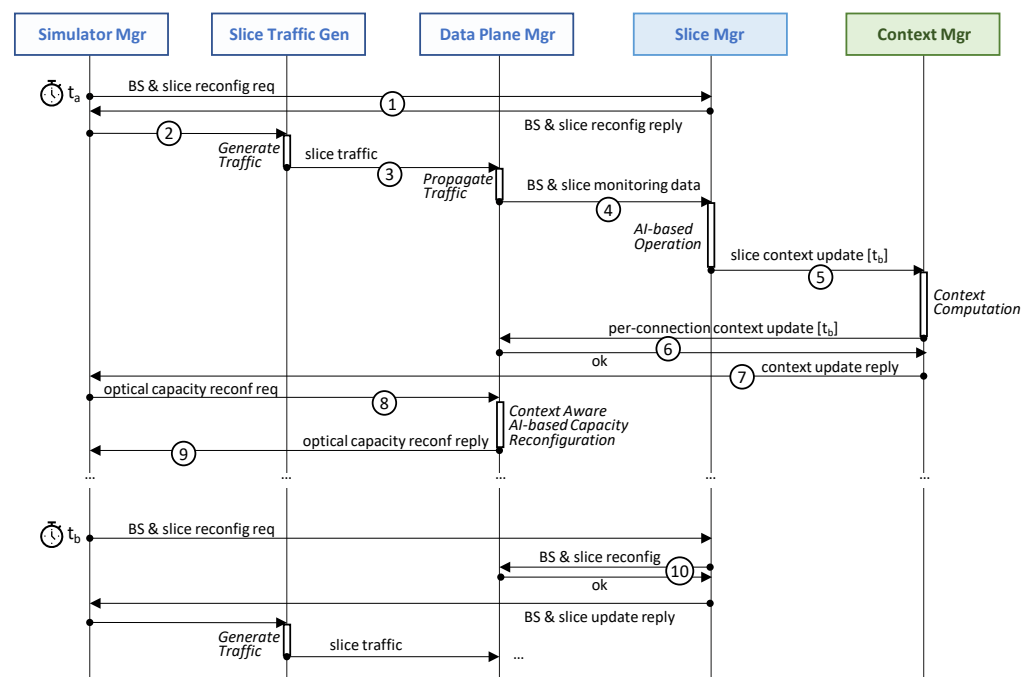 Simulator Mgr
Slice Traffic Gen
Data Plane Mgr
Slice Mgr
Context Mgr
t_a
BS & slice reconfig req
1
BS & slice reconfig reply
2
Generate
Traffic
slice traffic
3
Propagate
Traffic
BS & slice monitoring data
4
AI-based
Operation
slice context update [t_b]
5
Context
Computation
per-connection context update [t_b]
6
ok
7
context update reply
optical capacity reconf req
8
Context Aware
AI-based Capacity
Reconfiguration
optical capacity reconf reply
9
... ... ... ... ...
t_b
BS & slice reconfig req
BS & slice reconfig
10
ok
BS & slice update reply
Generate
Traffic
slice traffic
...